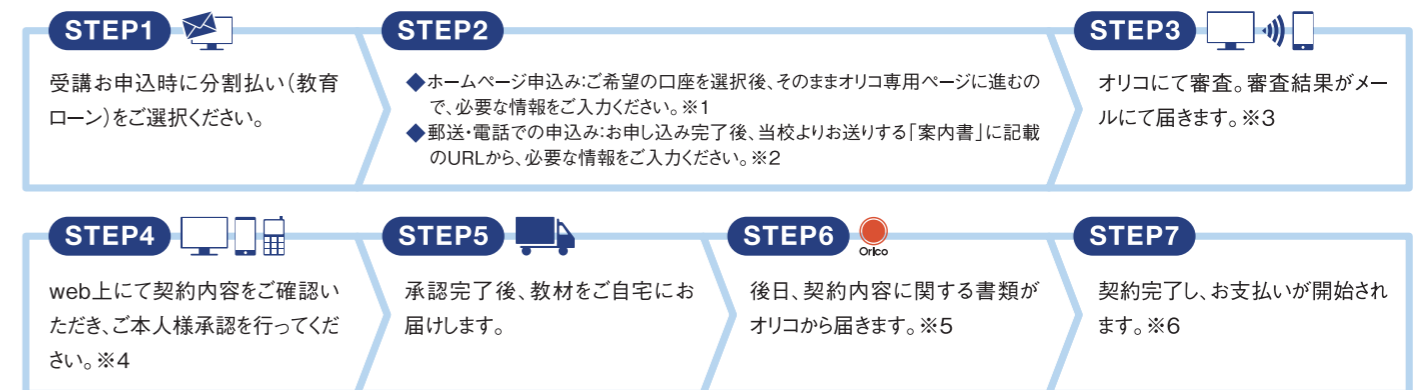 STEP1
受講お申込時に分割払い（教育
ローン）をご選択ください。
STEP2
◆ホームページ申込み：ご希望の口座を選択後、そのままオリコ専用ページに進むの
で、必要な情報をご入力ください。※1
◆郵送・電話での申込み：お申し込み完了後、当校よりお送りする「案内書」に記載
のURLから、必要な情報をご入力ください。※2
STEP3
オリコにて審査。審査結果がメー
ルにて届きます。※3
STEP4
web上にて契約内容をご確認い
ただき、ご本人様承認を行ってくだ
さい。※4
STEP5
承認完了後、教材をご自宅にお
届けします。
STEP6
Orico
後日、契約内容に関する書類が
オリコから届きます。※5
STEP7
契約完了し、お支払いが開始され
ます。※6